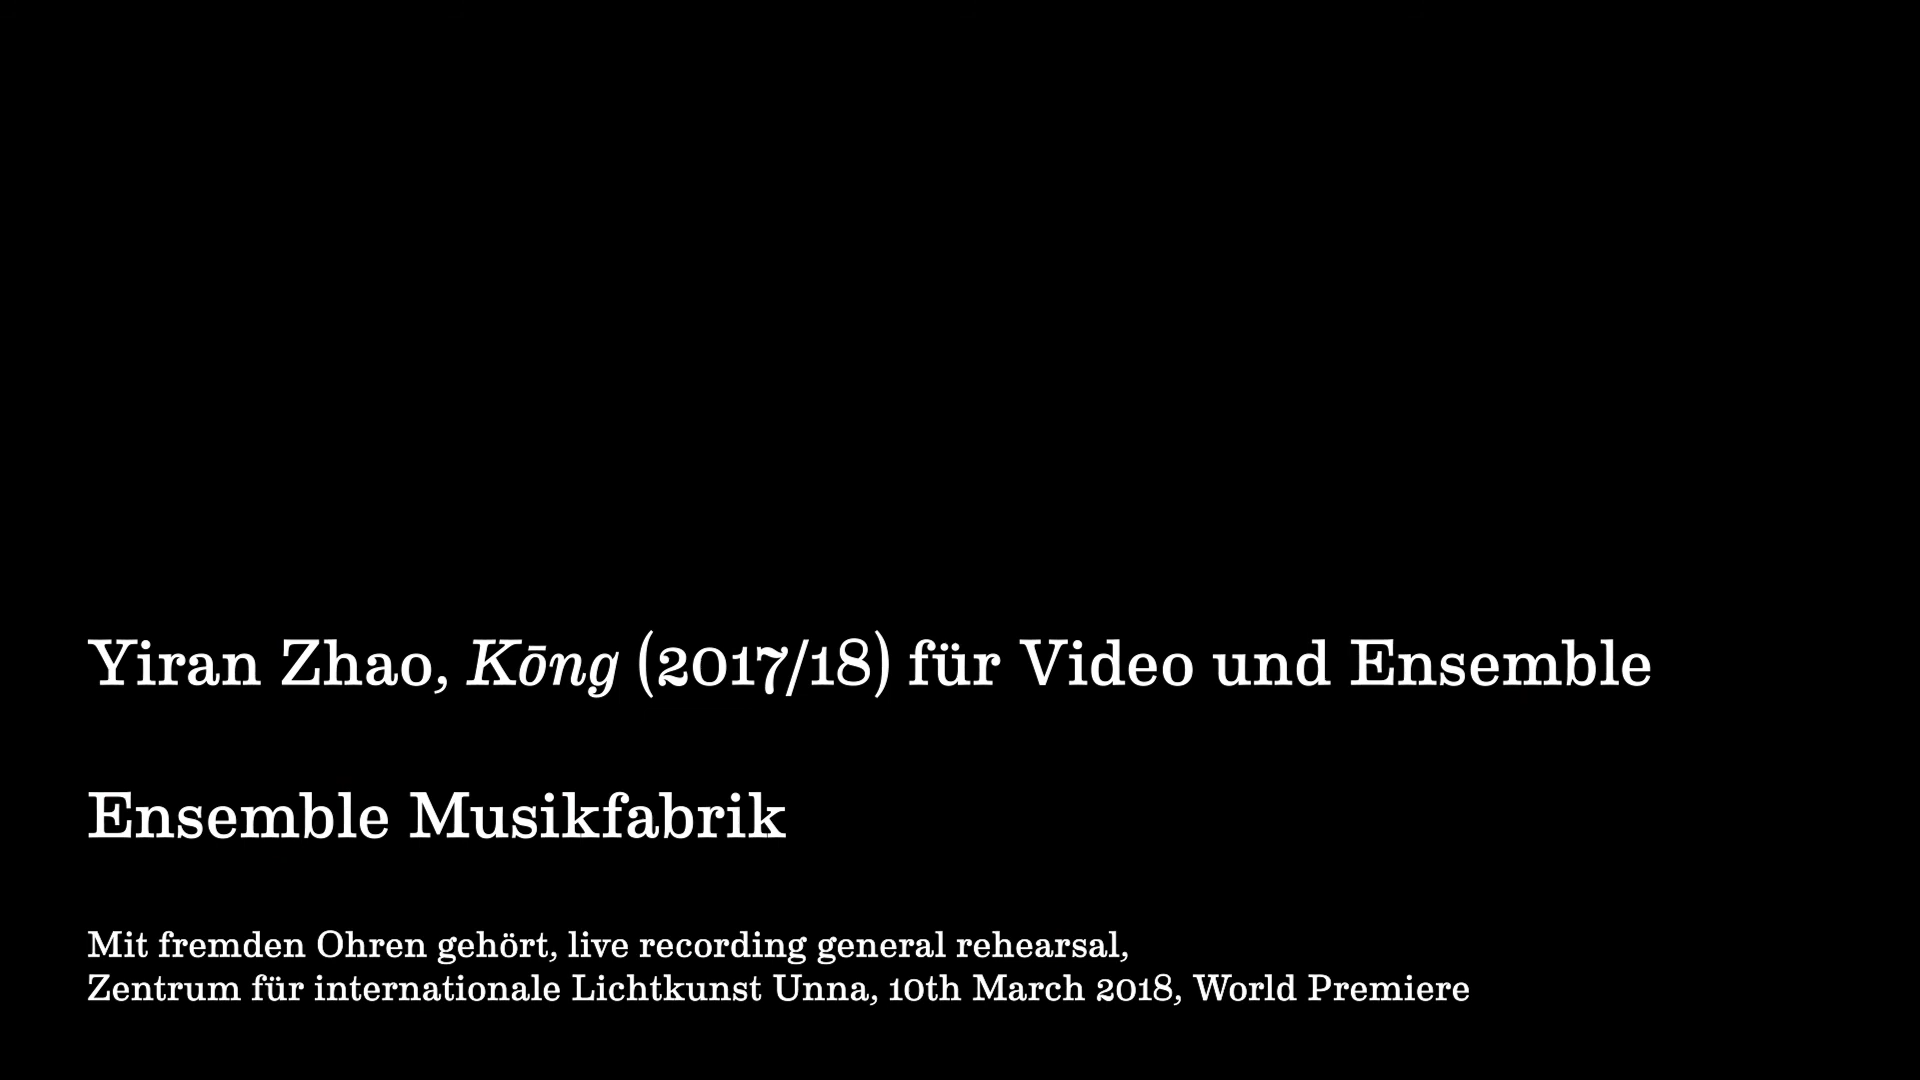 Yiran Zhao, Kōng (2017/18) für Video und Ensemble
Ensemble Musikfabrik
Mit fremden Ohren gehört, live recording general rehearsal,
Zentrum für internationale Lichtkunst Unna, 10th March 2018, World Premiere